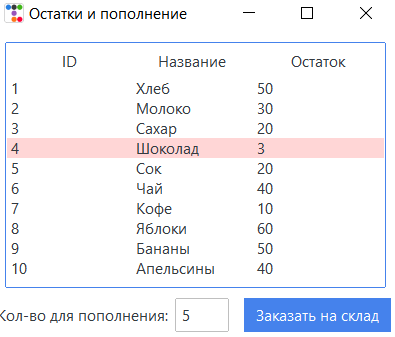 Остатки и пополнение
ID Название Остаток
1 Хлеб 50
2 Молоко 30
3 Сахар 20
4 Шоколад 3
5 Сок 20
6 Чай 40
7 Кофе 10
8 Яблоки 60
9 Бананы 50
10 Апельсины 40
Кол-во для пополнения: 5 Заказать на склад